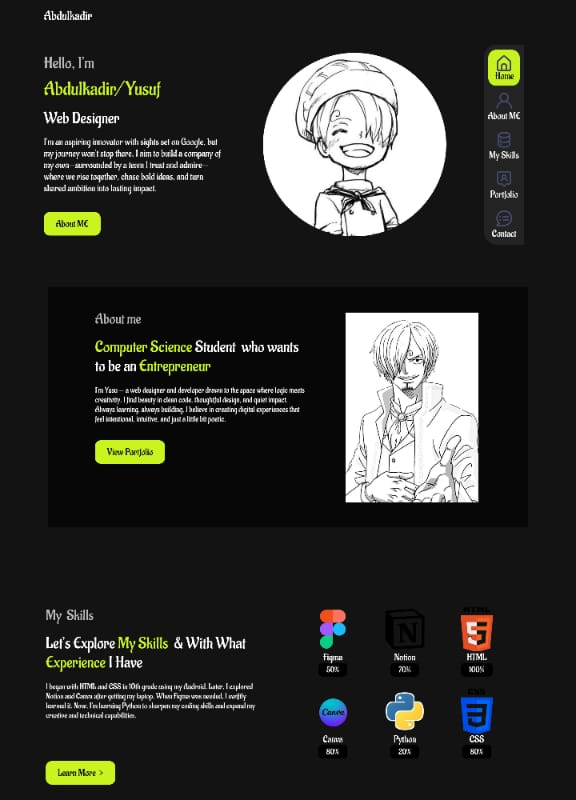 Abdulkadir
Hello, I'm
Abdulkadir/Yusuf
Web Designer
I'm an aspiring innovator with sights set on Google, but
my journey won't stop there. I aim to build a company of
my own—surrounded by a team I trust and admire—
where we rise together, chase bold ideas, and turn
shared ambition into lasting impact.
About M€
Home
About M€
My Skills
Portfolio
Contact
About me
Computer Science Student who wants
to be an Entrepreneur
I'm Yusu — a web designer and developer drawn to the space where logic meets
creativity. I find beauty in clean code, thoughtful design, and quiet impact.
Always learning, always building, I believe in creating digital experiences that
feel intentional, intuitive, and just a little bit poetic.
View Portfolio
My Skills
Let's Explore My Skills & With What
Experience I Have
I began with HTML and CSS in 10th grade using my Android. Later, I explored
Notion and Canva after getting my laptop. When Figma was needed, I swiftly
learned it. Now, I'm learning Python to sharpen my coding skills and expand my
creative and technical capabilities.
Learn More >
Figma
50%
Notion
70%
HTML
HTML
100%
Canva
Canva
80%
Python
20%
CSS
CSS
80%